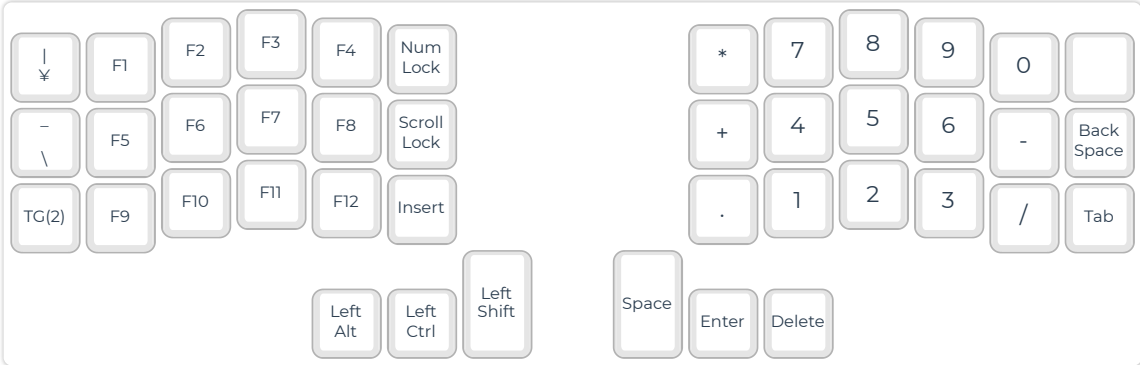 |
¥
F1
F2
F3
F4
Num
Lock
*
7
8
9
0
_
\
F5
F6
F7
F8
Scroll
Lock
+
4
5
6
-
Back
Space
TG(2)
F9
F10
F11
F12
Insert
.
1
2
3
/
Tab
Left
Alt
Left
Ctrl
Left
Shift
Space
Enter
Delete